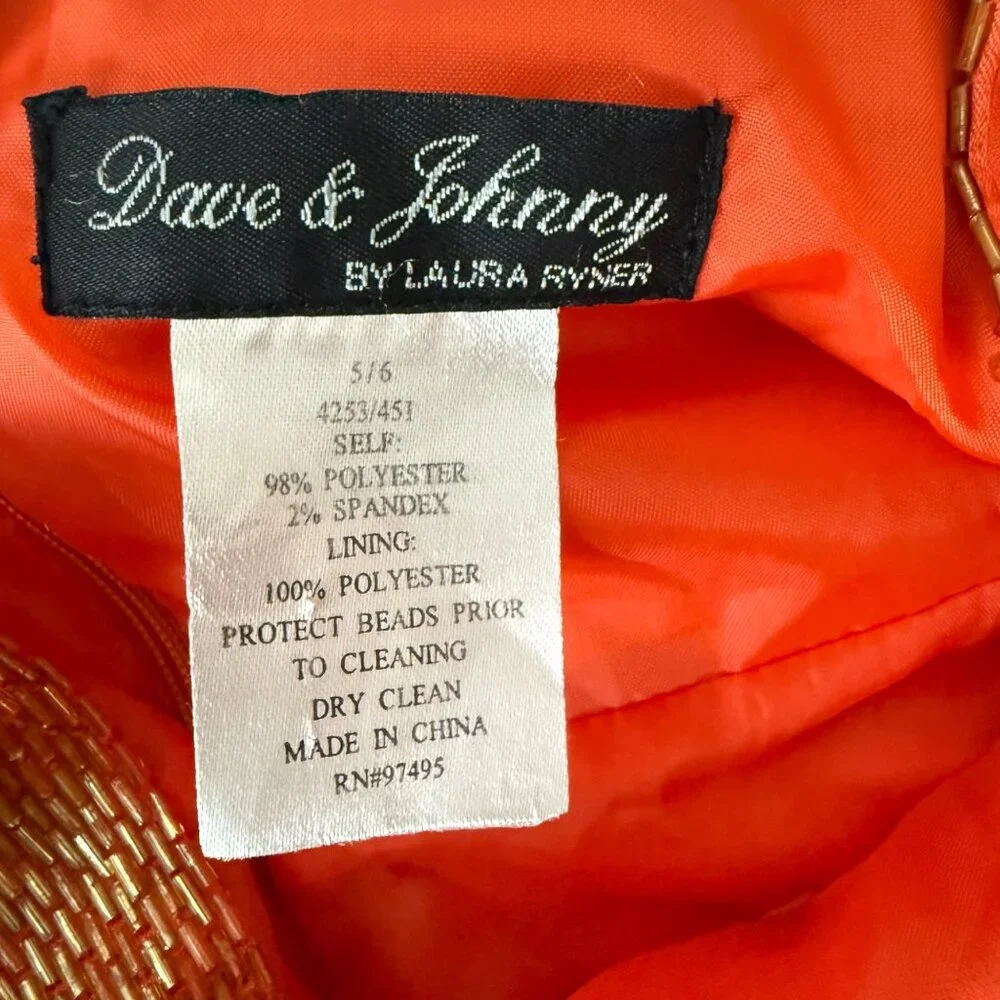 Dave & Johnny
BY LAURA RYNER
5/6
4253/451
SELF:
98% POLYESTER
2% SPANDEX
LINING:
100% POLYESTER
PROTECT BEADS PRIOR
TO CLEANING
DRY CLEAN
MADE IN CHINA
RN#97495